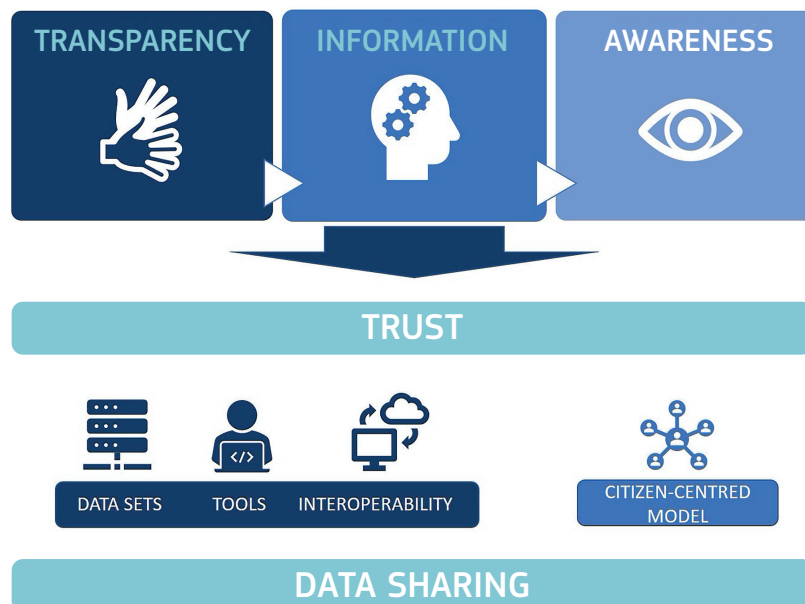 TRANSPARENCY
INFORMATION
AWARENESS
TRUST
</>
DATA SETS
TOOLS
INTEROPERABILITY
CITIZEN-CENTRED
MODEL
DATA SHARING